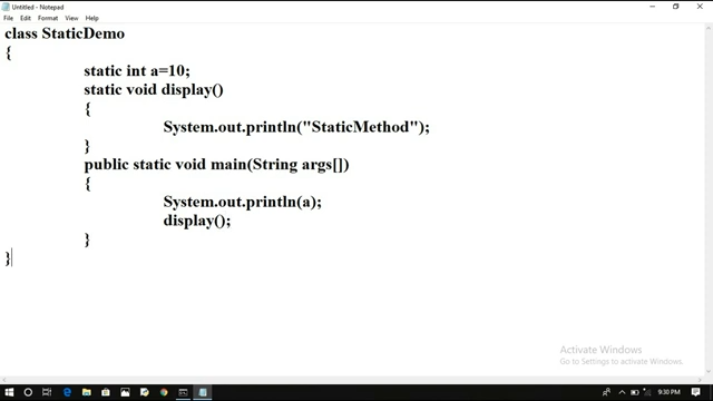 Untitled - Notepad
File Edit Format View Help
class StaticDemo
{
static int a=10;
static void display()
{
System.out.println("StaticMethod");
}
public static void main(String args[])
{
System.out.println(a);
display();
}
}
Activate Windows
Go to Settings to activate Windows.
9:30 PM